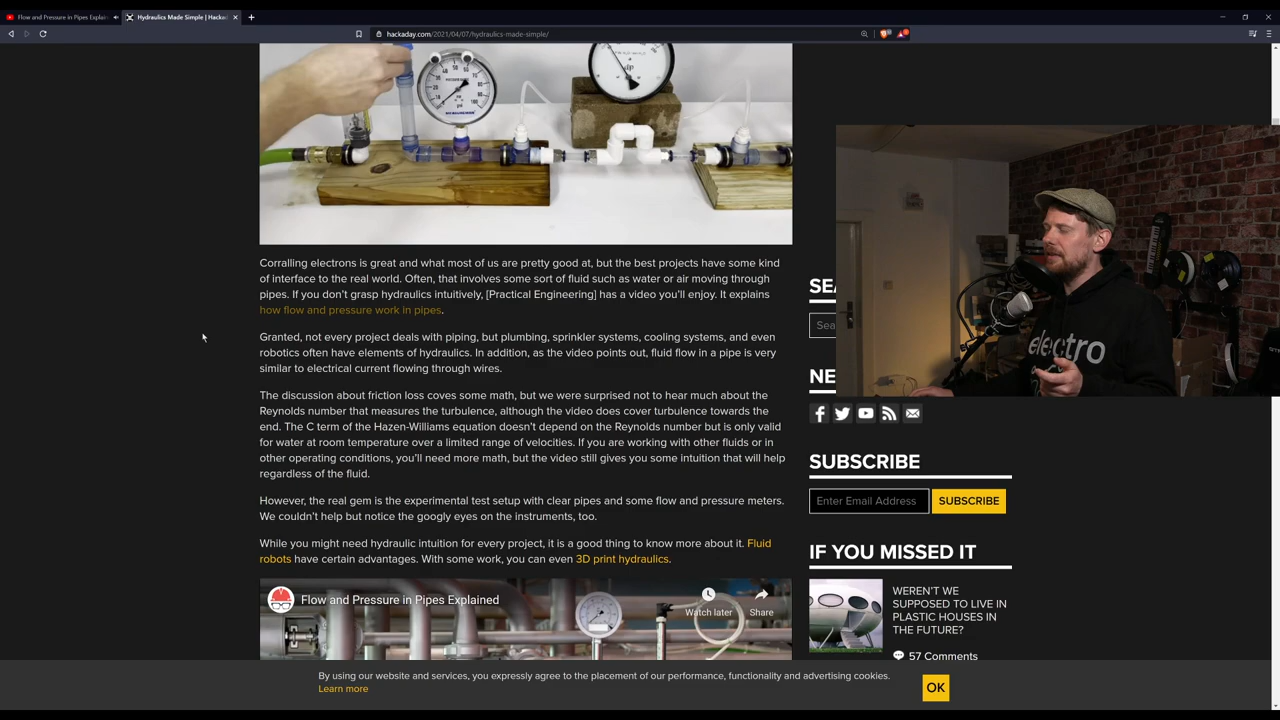 Flow and Pressure in Pipes Explain
Hydraulics Made Simple | Hacka
hackaday.com/2021/04/07/hydraulics-made-simple/
Corralling electrons is great and what most of us are pretty good at, but the best projects have some kind
of interface to the real world. Often, that involves some sort of fluid such as water or air moving through
pipes. If you don't grasp hydraulics intuitively, [Practical Engineering] has a video you'll enjoy. It explains
how flow and pressure work in pipes.
Granted, not every project deals with piping, but plumbing, sprinkler systems, cooling systems, and even
robotics often have elements of hydraulics. In addition, as the video points out, fluid flow in a pipe is very
similar to electrical current flowing through wires.
The discussion about friction loss coves some math, but we were surprised not to hear much about the
Reynolds number that measures the turbulence, although the video does cover turbulence towards the
end. The C term of the Hazen-Williams equation doesn't depend on the Reynolds number but is only valid
for water at room temperature over a limited range of velocities. If you are working with other fluids or in
other operating conditions, you'll need more math, but the video still gives you some intuition that will help
regardless of the fluid.
However, the real gem is the experimental test setup with clear pipes and some flow and pressure meters.
We couldn't help but notice the googly eyes on the instruments, too.
While you might need hydraulic intuition for every project, it is a good thing to know more about it. Fluid
robots have certain advantages. With some work, you can even 3D print hydraulics.
Flow and Pressure in Pipes Explained
Watch later
Share
SEA
Sea
electro
NE
SUBSCRIBE
Enter Email Address
SUBSCRIBE
IF YOU MISSED IT
WEREN'T WE
SUPPOSED TO LIVE IN
PLASTIC HOUSES IN
THE FUTURE?
57 Comments
By using our website and services, you expressly agree to the placement of our performance, functionality and advertising cookies.
Learn more
OK